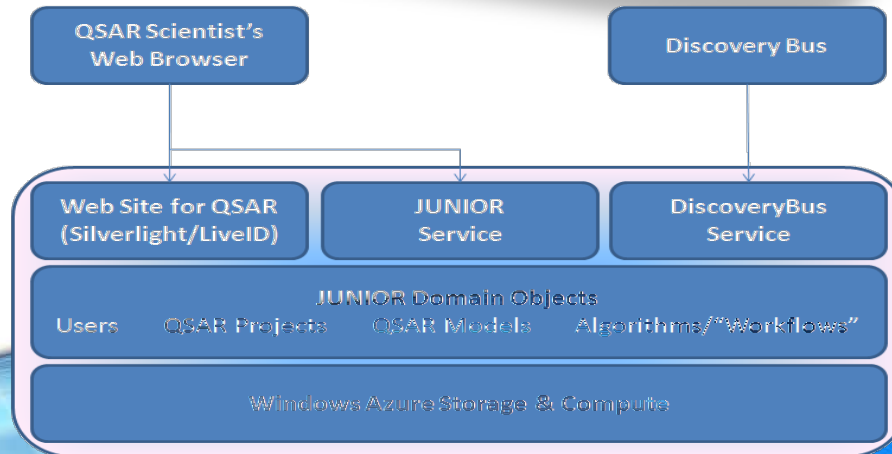 QSAR Scientist's
Web Browser
Discovery Bus
Web Site for QSAR
(Silverlight/LiveID)
JUNIOR
Service
DiscoveryBus
Service
JUNIOR Domain Objects
Users QSAR Projects QSAR Models Algorithms/"Workflows"
Windows Azure Storage & Compute